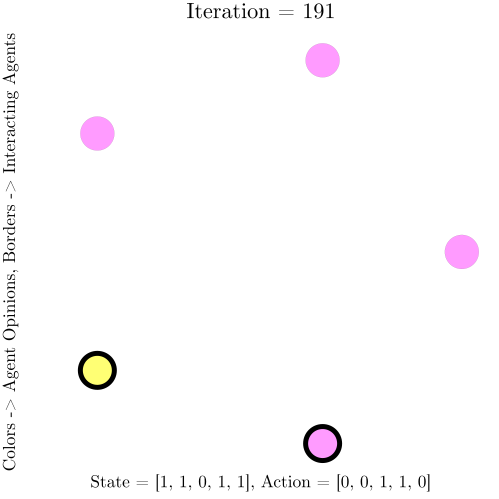 Iteration = 191
Colors -> Agent Opinions, Borders -> Interacting Agents
State = [1, 1, 0, 1, 1], Action = [0, 0, 1, 1, 0]